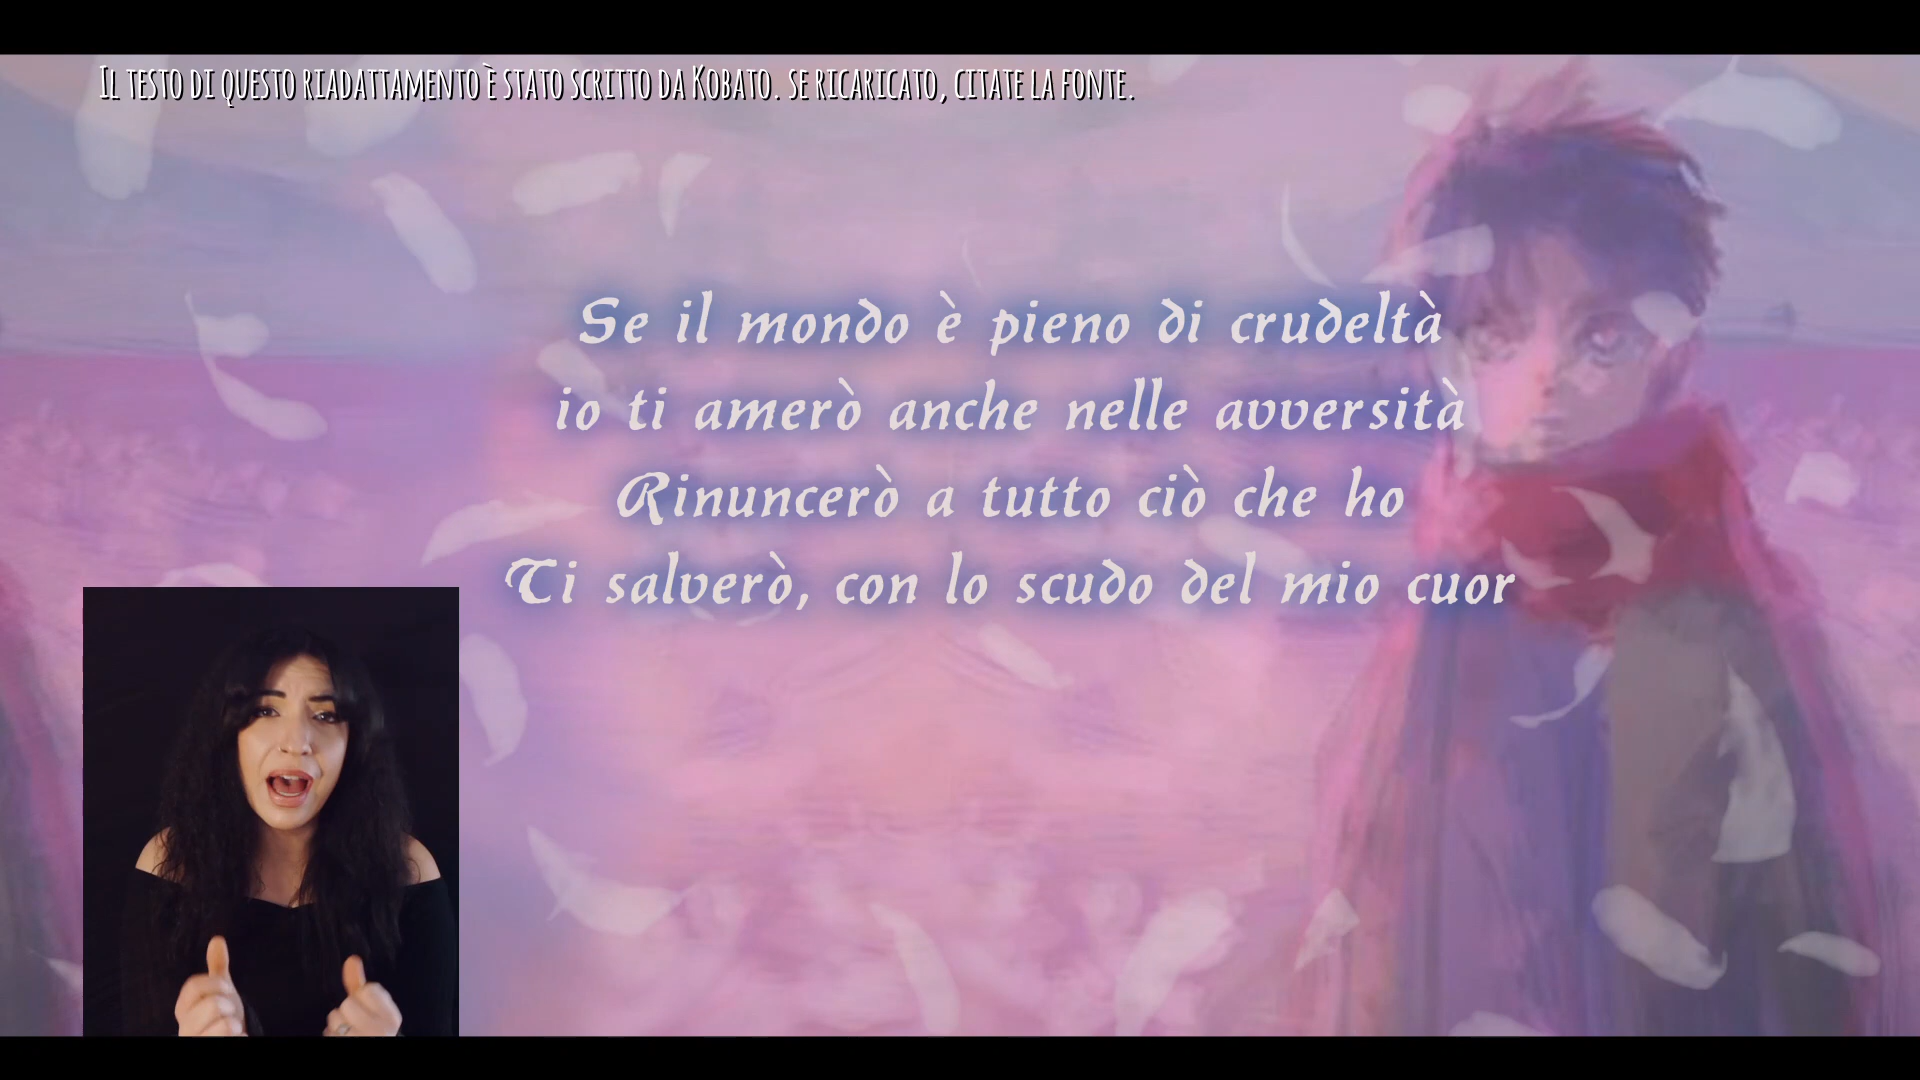 Il testo di questo riadattamento è stato scritto da Kobato. se ricaricato, citate la fonte.
Se il mondo è pieno di crudeltà
io ti amerò anche nelle avversità
Rinuncerò a tutto ciò che ho
Ti salverò, con lo scudo del mio cuor